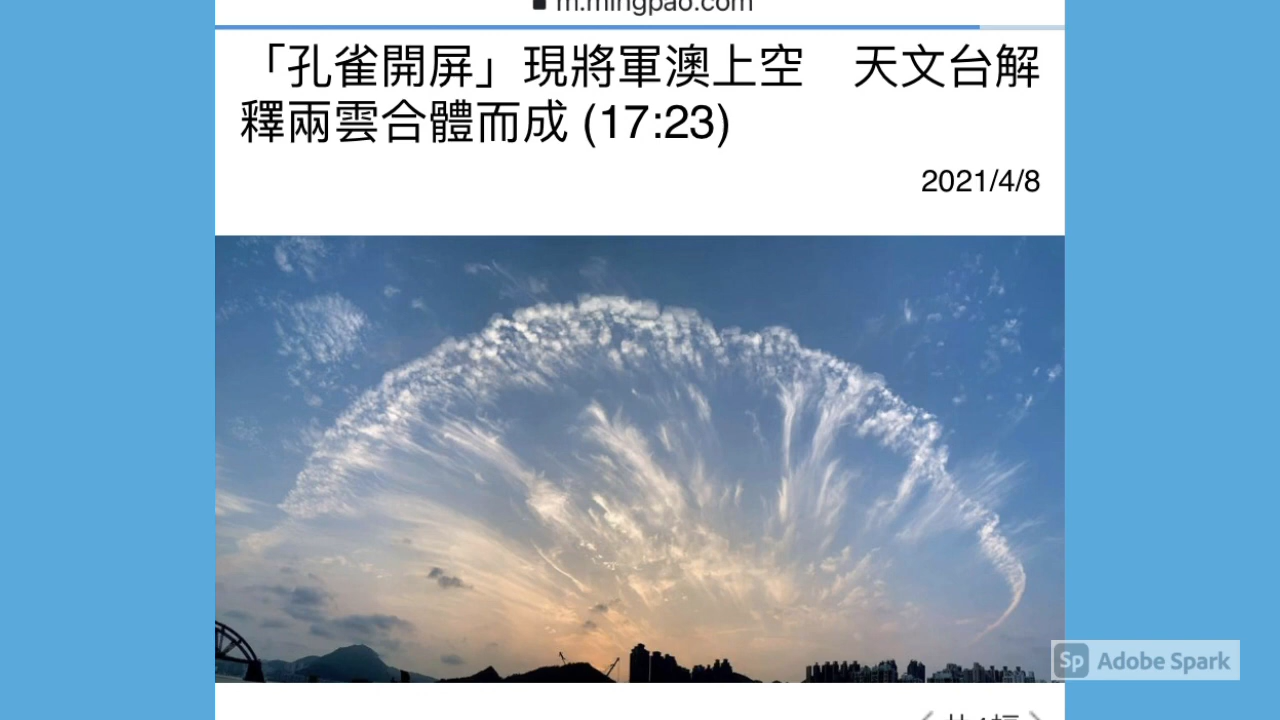 m.mingpao.com
「孔雀開屏」現將軍澳上空　天文台解
釋兩雲合體而成 (17:23)
2021/4/8
Sp Adobe Spark